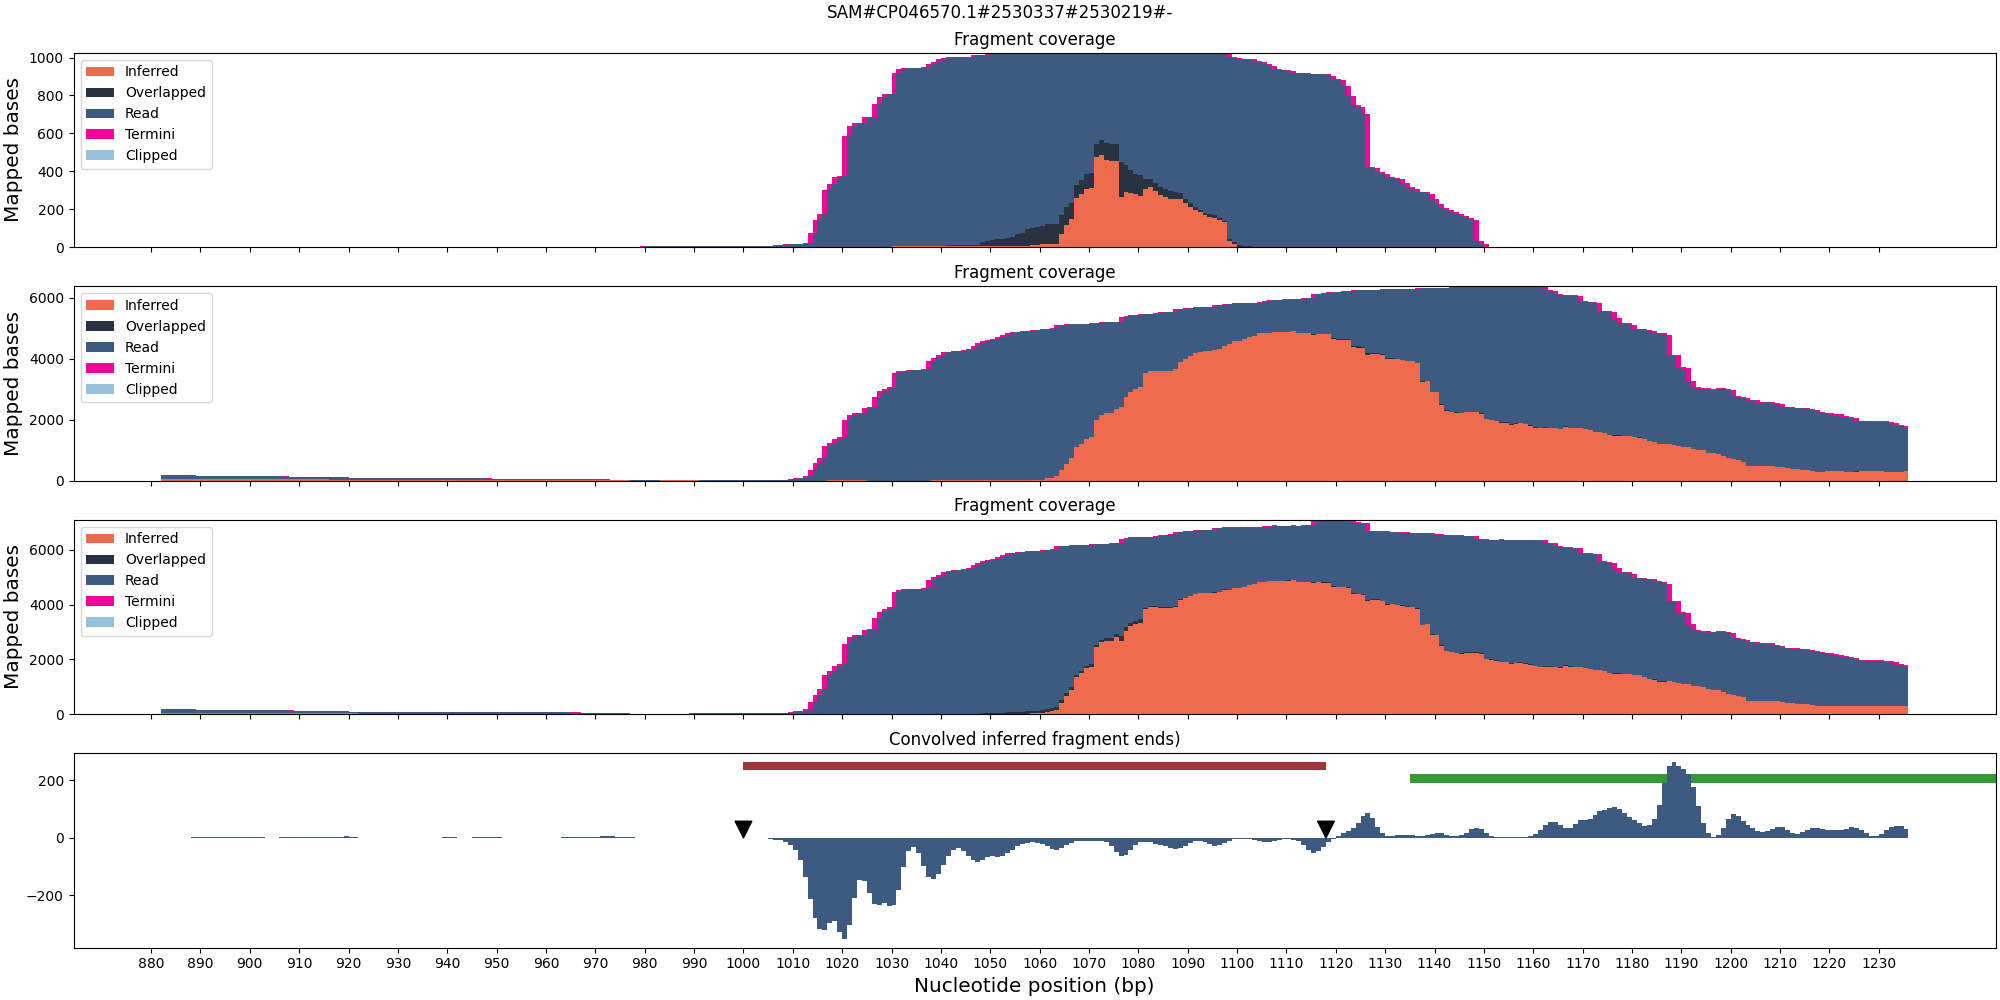 SAM#CP046570.1#2530337#2530219#-
Fragment coverage
Mapped bases
1000
800
600
400
200
0
Inferred
Overlapped
Read
Termini
Clipped
Fragment coverage
Mapped bases
6000
4000
2000
0
Inferred
Overlapped
Read
Termini
Clipped
Fragment coverage
Mapped bases
6000
4000
2000
0
Inferred
Overlapped
Read
Termini
Clipped
Convolved inferred fragment ends)
200
0
−200
880 890 900 910 920 930 940 950 960 970 980 990 1000 1010 1020 1030 1040 1050 1060 1070 1080 1090 1100 1110 1120 1130 1140 1150 1160 1170 1180 1190 1200 1210 1220 1230
Nucleotide position (bp)